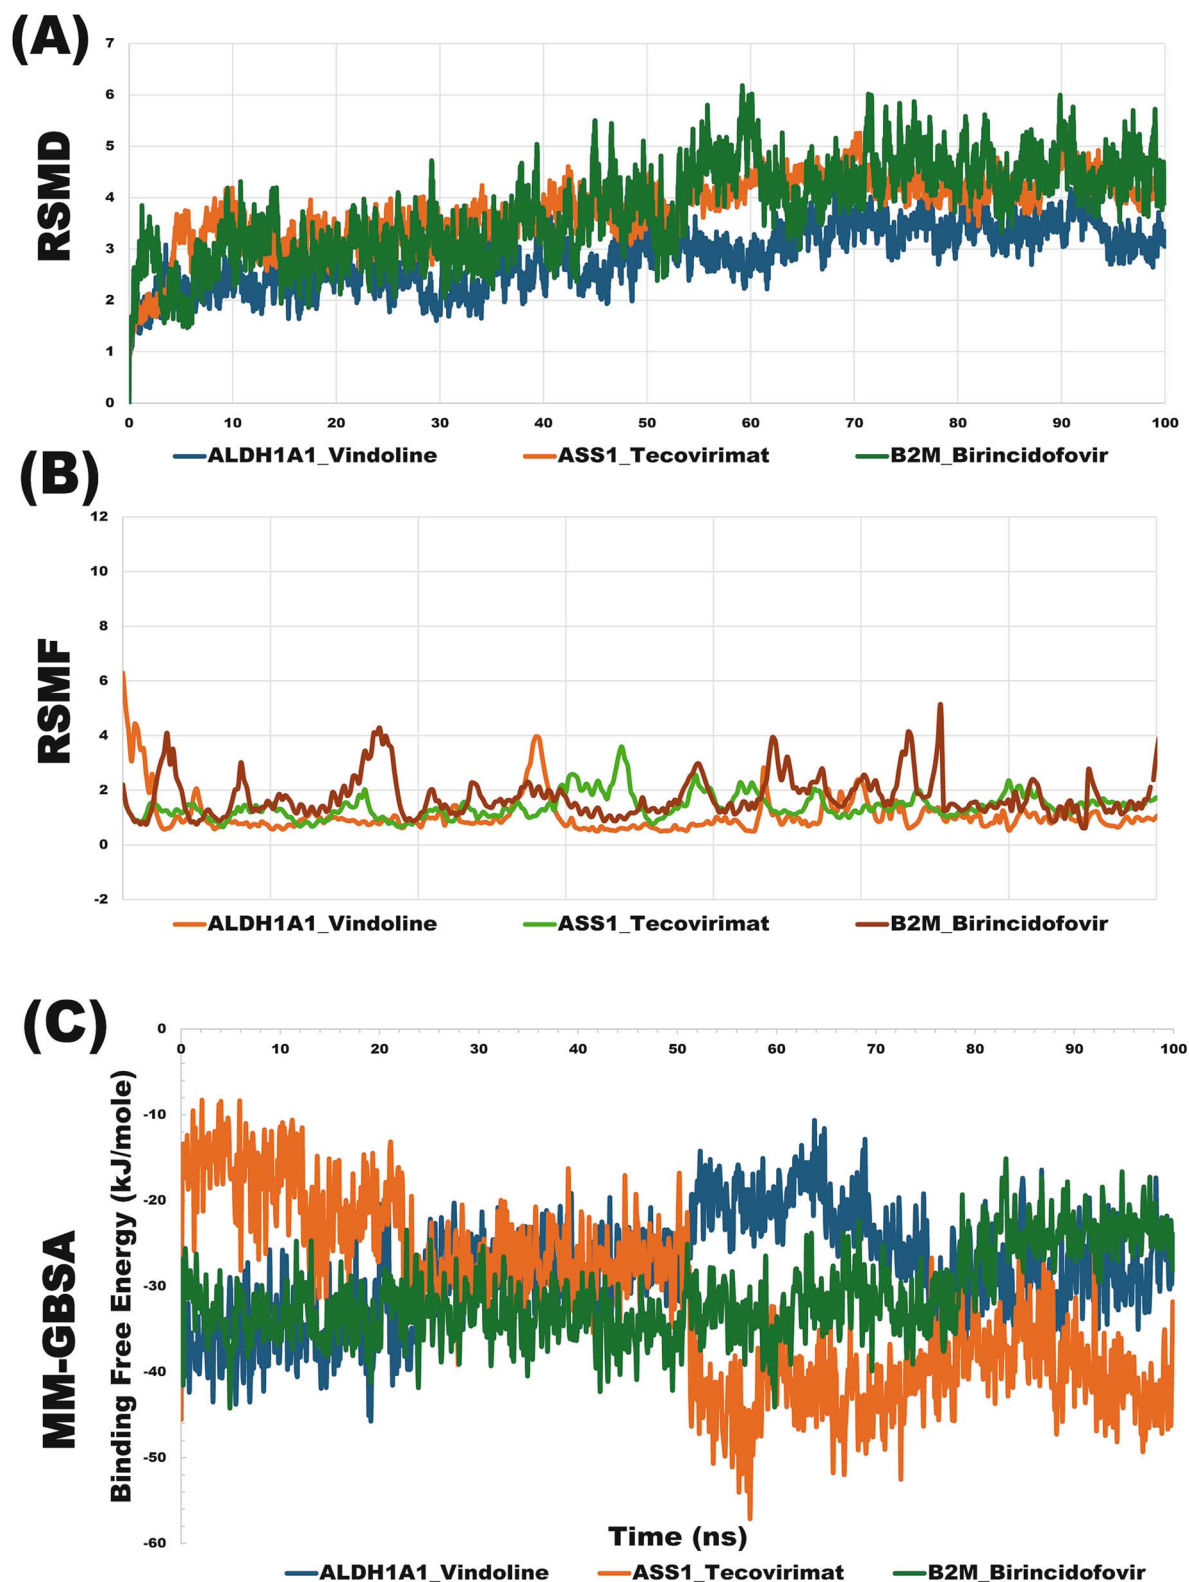 (A)
RSMD
7
6
5
4
3
2
1
0
0 10 20 30 40 50 60 70 80 90 100
ALDH1A1_Vindoline ASS1_Tecovirimat B2M_Birincidofovir
(B)
RSMF
12
10
8
6
4
2
0
-2
ALDH1A1_Vindoline ASS1_Tecovirimat B2M_Birincidofovir
(C)
MM-GBSA
Binding Free Energy (kJ/mole)
0
0 10 20 30 40 50 60 70 80 90 100
-10
-20
-30
-40
-50
-60
Time (ns)
ALDH1A1_Vindoline ASS1_Tecovirimat B2M_Birincidofovir